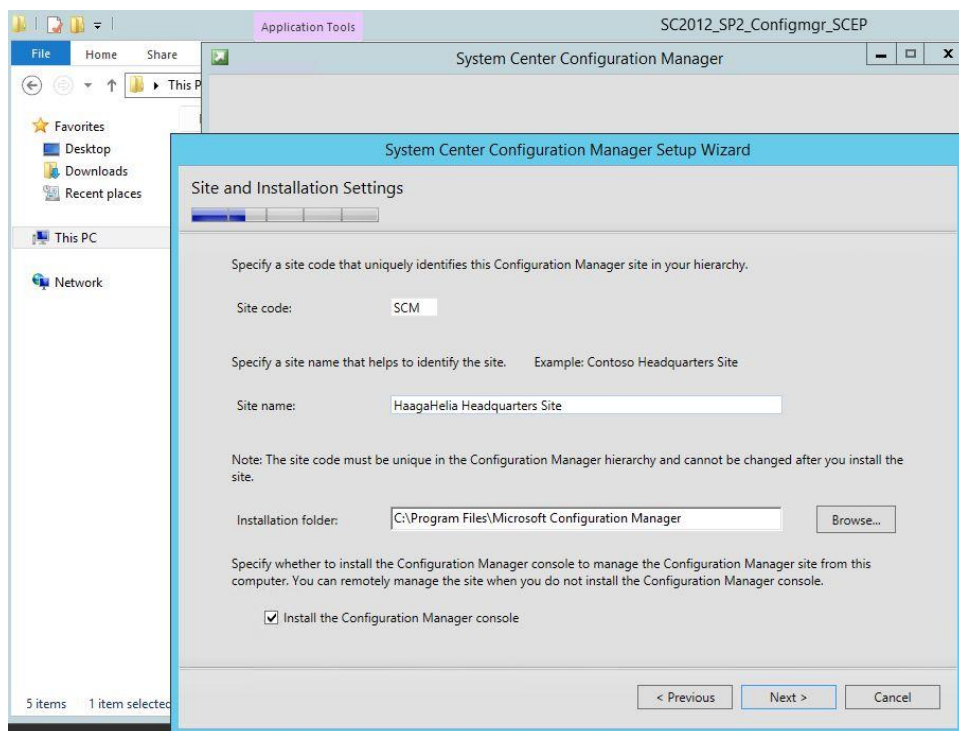 Application Tools
SC2012_SP2_Configmgr_SCEP
File Home Share
System Center Configuration Manager
This P
Favorites
Desktop
Downloads
Recent places
This PC
Network
System Center Configuration Manager Setup Wizard
Site and Installation Settings
Specify a site code that uniquely identifies this Configuration Manager site in your hierarchy.
Site code: SCM
Specify a site name that helps to identify the site. Example: Contoso Headquarters Site
Site name: HaagaHelia Headquarters Site
Note: The site code must be unique in the Configuration Manager hierarchy and cannot be changed after you install the
site.
Installation folder: C:\Program Files\Microsoft Configuration Manager Browse...
Specify whether to install the Configuration Manager console to manage the Configuration Manager site from this
computer. You can remotely manage the site when you do not install the Configuration Manager console.
Install the Configuration Manager console
< Previous Next > Cancel
5 items 1 item selected